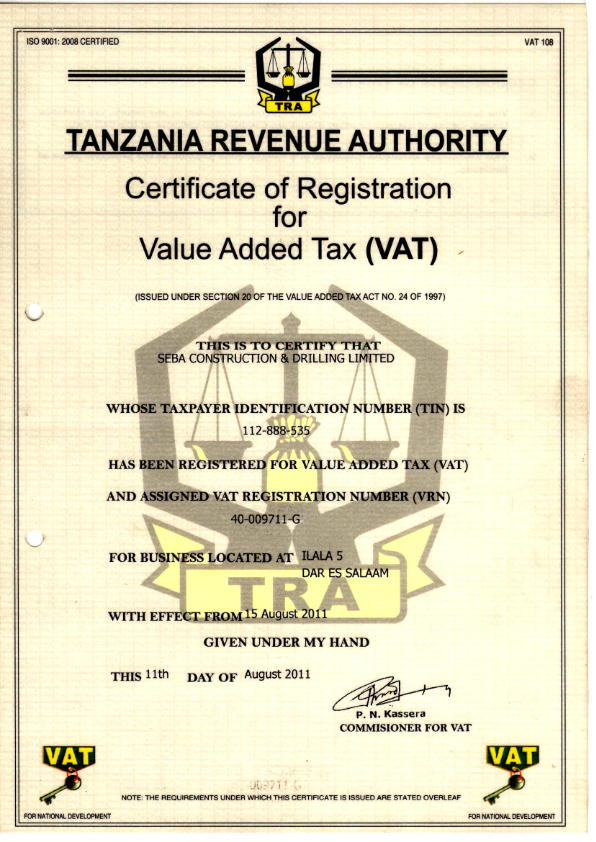 ISO 9001: 2008 CERTIFIED
VAT 108
TRA
TANZANIA REVENUE AUTHORITY
Certificate of Registration
for
Value Added Tax (VAT)
(ISSUED UNDER SECTION 20 OF THE VALUE ADDED TAX ACT NO. 24 OF 1997)
THIS IS TO CERTIFY THAT
SEBA CONSTRUCTION & DRILLING LIMITED
WHOSE TAXPAYER IDENTIFICATION NUMBER (TIN) IS
112-888-535
HAS BEEN REGISTERED FOR VALUE ADDED TAX (VAT)
AND ASSIGNED VAT REGISTRATION NUMBER (VRN)
40-009711-G
FOR BUSINESS LOCATED AT ILALA 5
DAR ES SALAAM
TRA
WITH EFFECT FROM 15 August 2011
GIVEN UNDER MY HAND
THIS 11th DAY OF August 2011
P. N. Kassera
COMMISIONER FOR VAT
VAT
VAT
009711 G
NOTE: THE REQUIREMENTS UNDER WHICH THIS CERTIFICATE IS ISSUED ARE STATED OVERLEAF
FOR NATIONAL DEVELOPMENT
FOR NATIONAL DEVELOPMENT